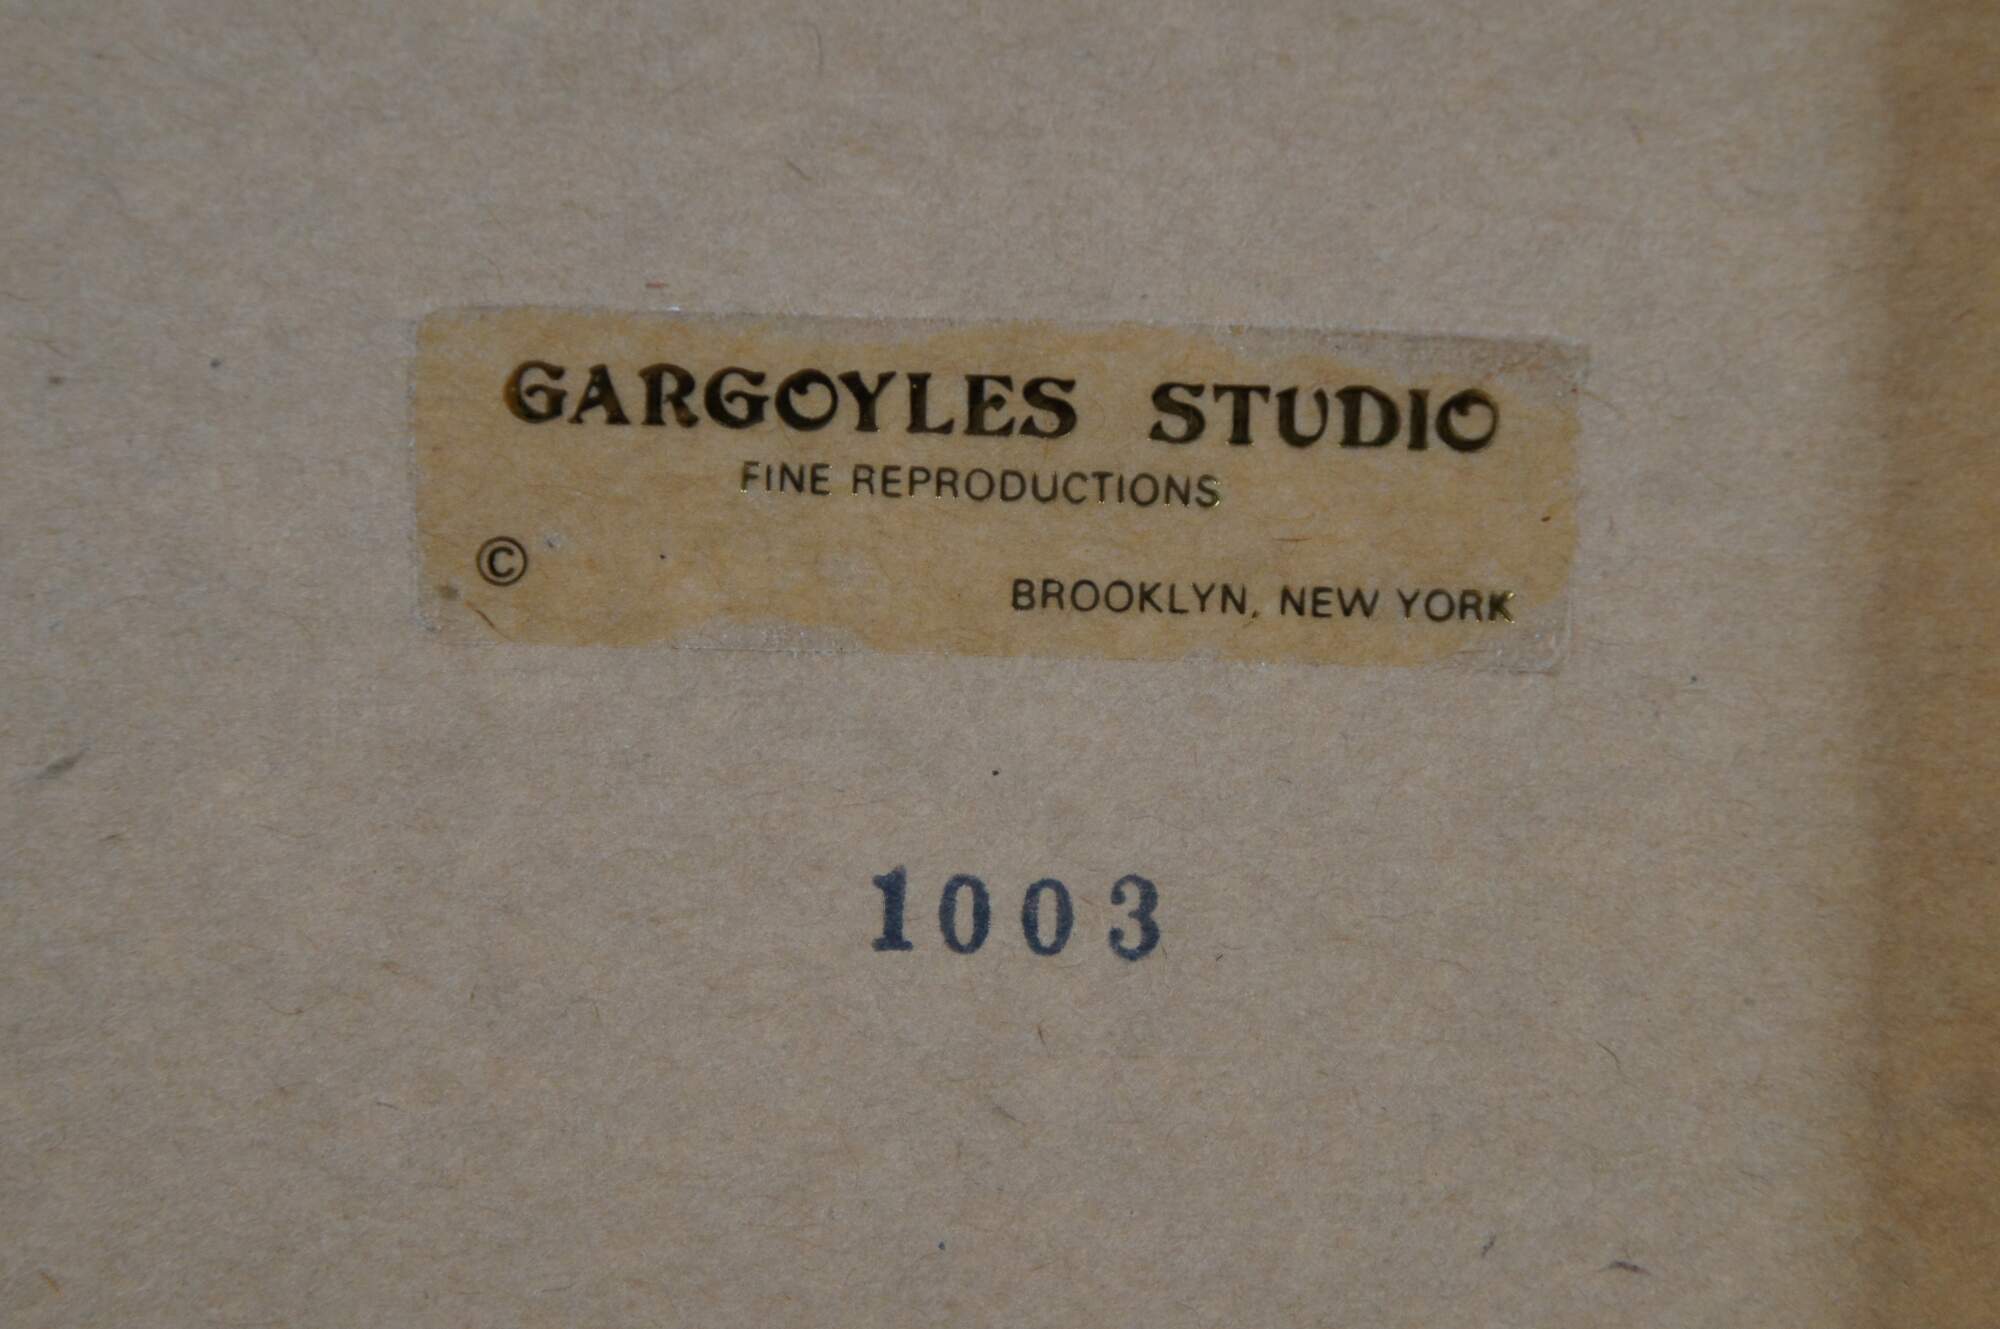 GARGOYLES STUDIO
FINE REPRODUCTIONS
©
BROOKLYN, NEW YORK
1003